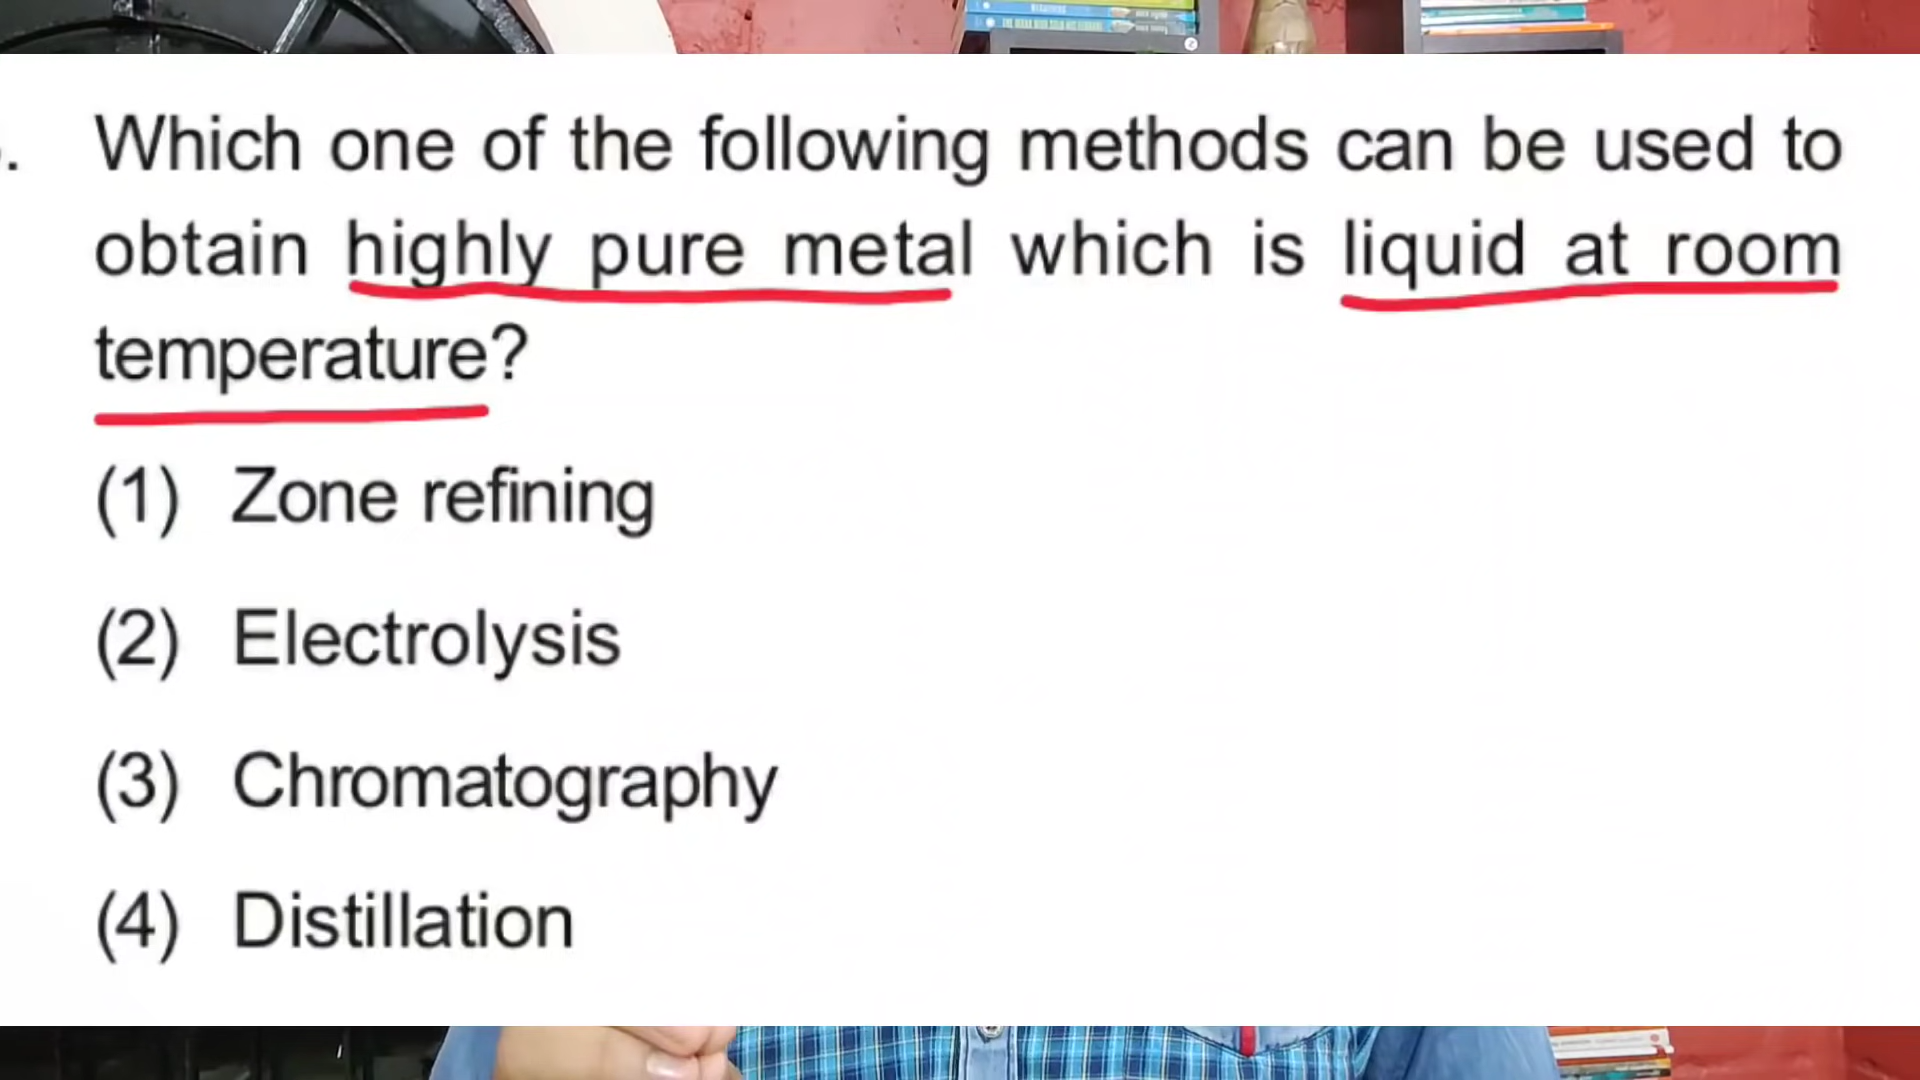 Which one of the following methods can be used to
obtain highly pure metal which is liquid at room
temperature?
(1) Zone refining
(2) Electrolysis
(3) Chromatography
(4) Distillation